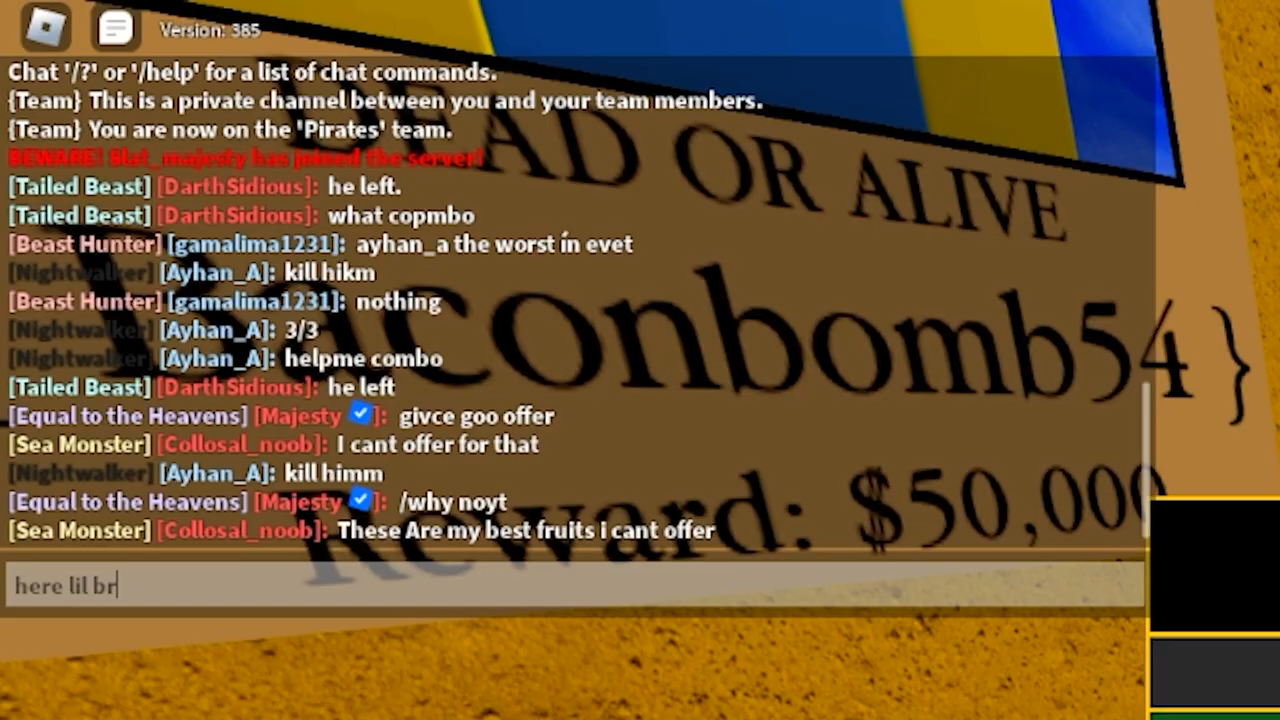 Version: 385
Chat '/?' or '/help' for a list of chat commands.
{Team} This is a private channel between you and your team members.
{Team} You are now on the 'Pirates' team.
BEWARE! Blat_majesty has joined the server!
[Tailed Beast] [DarthSidious]: he left.
[Tailed Beast] [DarthSidious]: what copmbo
[Beast Hunter] [gamalima1231]: ayhan_a the worst ín evet
[Nightwalker] [Ayhan_A]: kill hikm
[Beast Hunter] [gamalima1231]: nothing
[Nightwalker] [Ayhan_A]: 3/3
[Nightwalker] [Ayhan_A]: helpme combo
[Tailed Beast] [DarthSidious]: he left
[Equal to the Heavens] [Majesty ☑]: givce goo offer
[Sea Monster] [Collosal_noob]: I cant offer for that
[Nightwalker] [Ayhan_A]: kill himm
[Equal to the Heavens] [Majesty ☑]: /why noyt
[Sea Monster] [Collosal_noob]: These Are my best fruits i cant offer
here lil br
DEAD OR ALIVE
Baconbomb54 }
Reward: $50,000